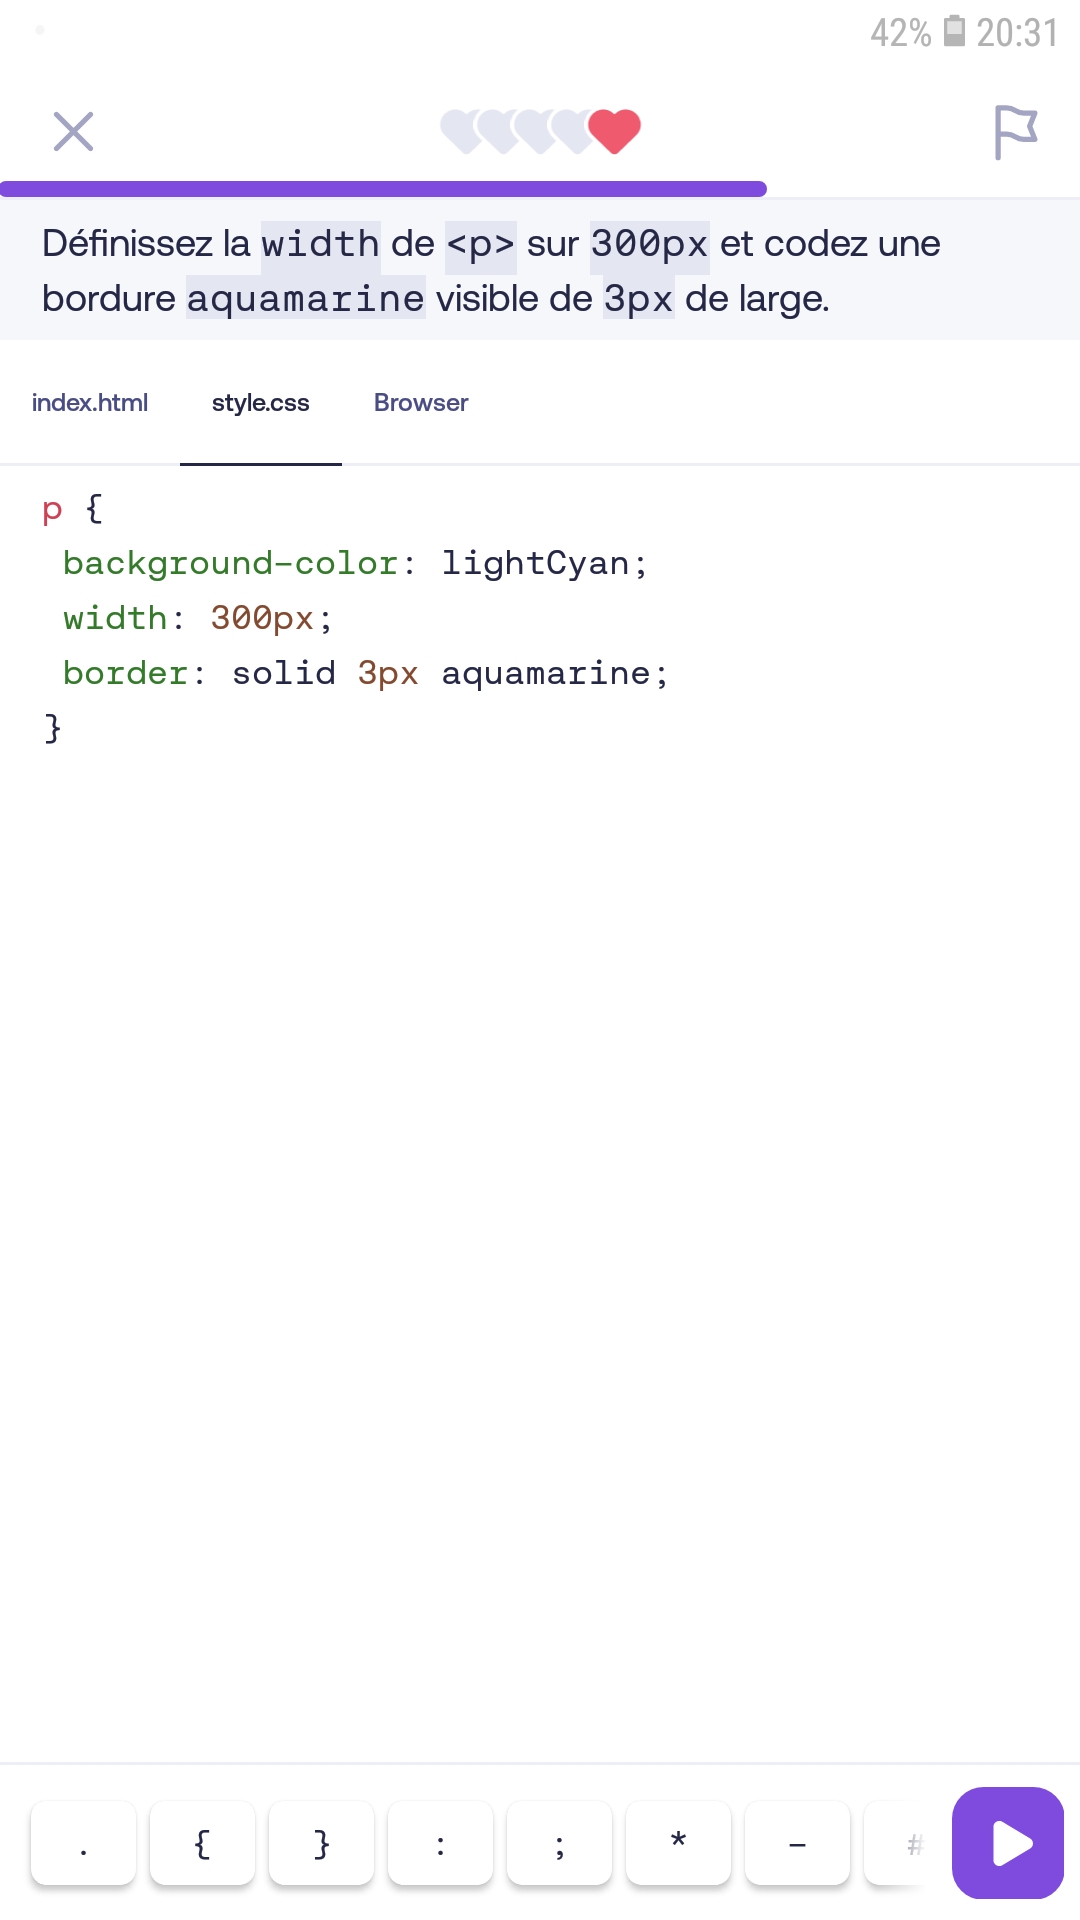 42% 20:31
Définissez la width de <p> sur 300px et codez une
bordure aquamarine visible de 3px de large.
index.html style.css Browser
p {
 background-color: lightCyan;
 width: 300px;
 border: solid 3px aquamarine;
}
. { } : ; * - #